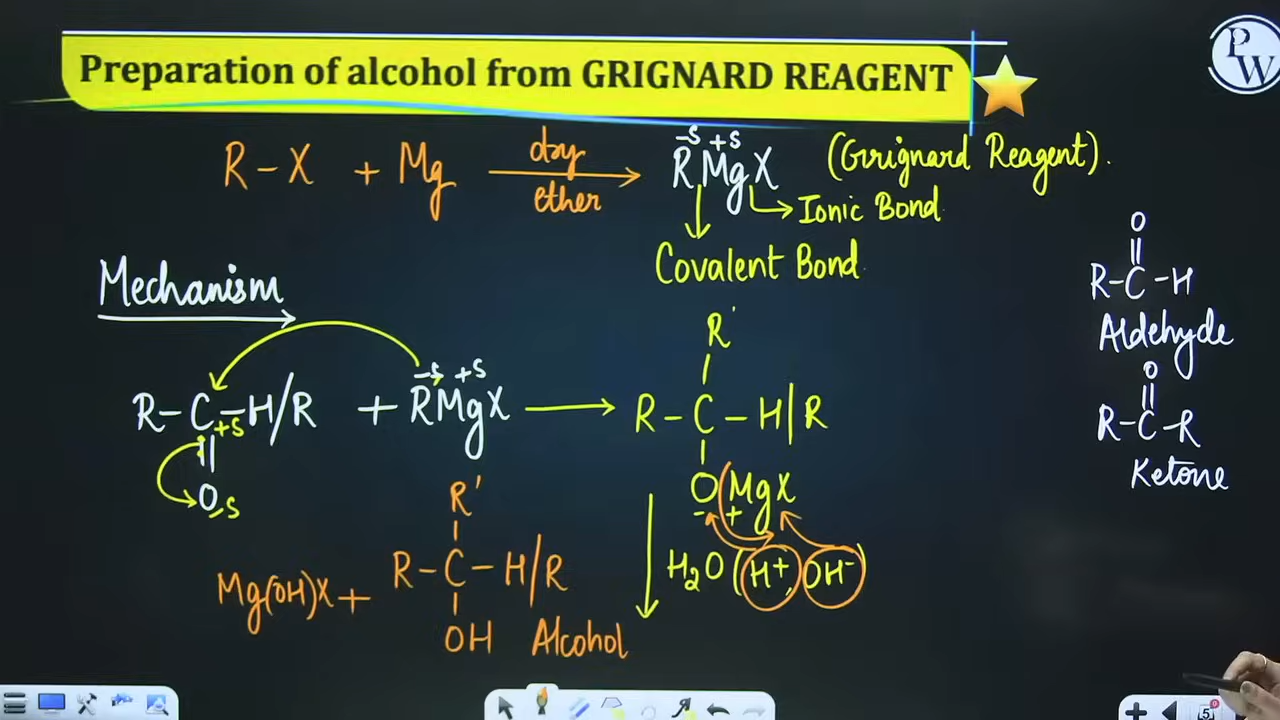 Preparation of alcohol from GRIGNARD REAGENT
PW
R-X + Mg
dry
ether
-s +s
RMgX
(Grignard Reagent).
Ionic Bond
Covalent Bond
O
R-C-H
Aldehyde
O
R-C-R
Ketone
Mechanism
R-C-H/R
+s
O
-s
+ RMgX
-s +s
R'
R-C-H/R
O MgX
- +
H2O (H+, OH-)
Mg(OH)X +
R'
R-C-H/R
OH
Alcohol